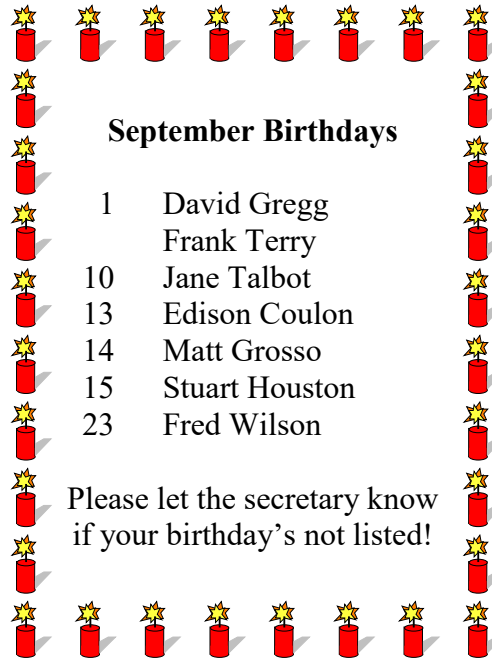 September Birthdays
1 David Gregg
Frank Terry
10 Jane Talbot
13 Edison Coulon
14 Matt Grosso
15 Stuart Houston
23 Fred Wilson
Please let the secretary know
if your birthday’s not listed!